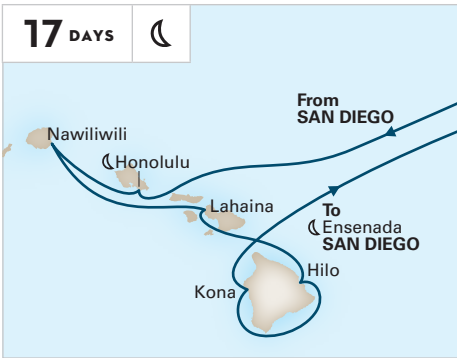 17 DAYS
From
SAN DIEGO
Nawiliwili
Honolulu
Lahaina
To
Ensenada
SAN DIEGO
Hilo
Kona